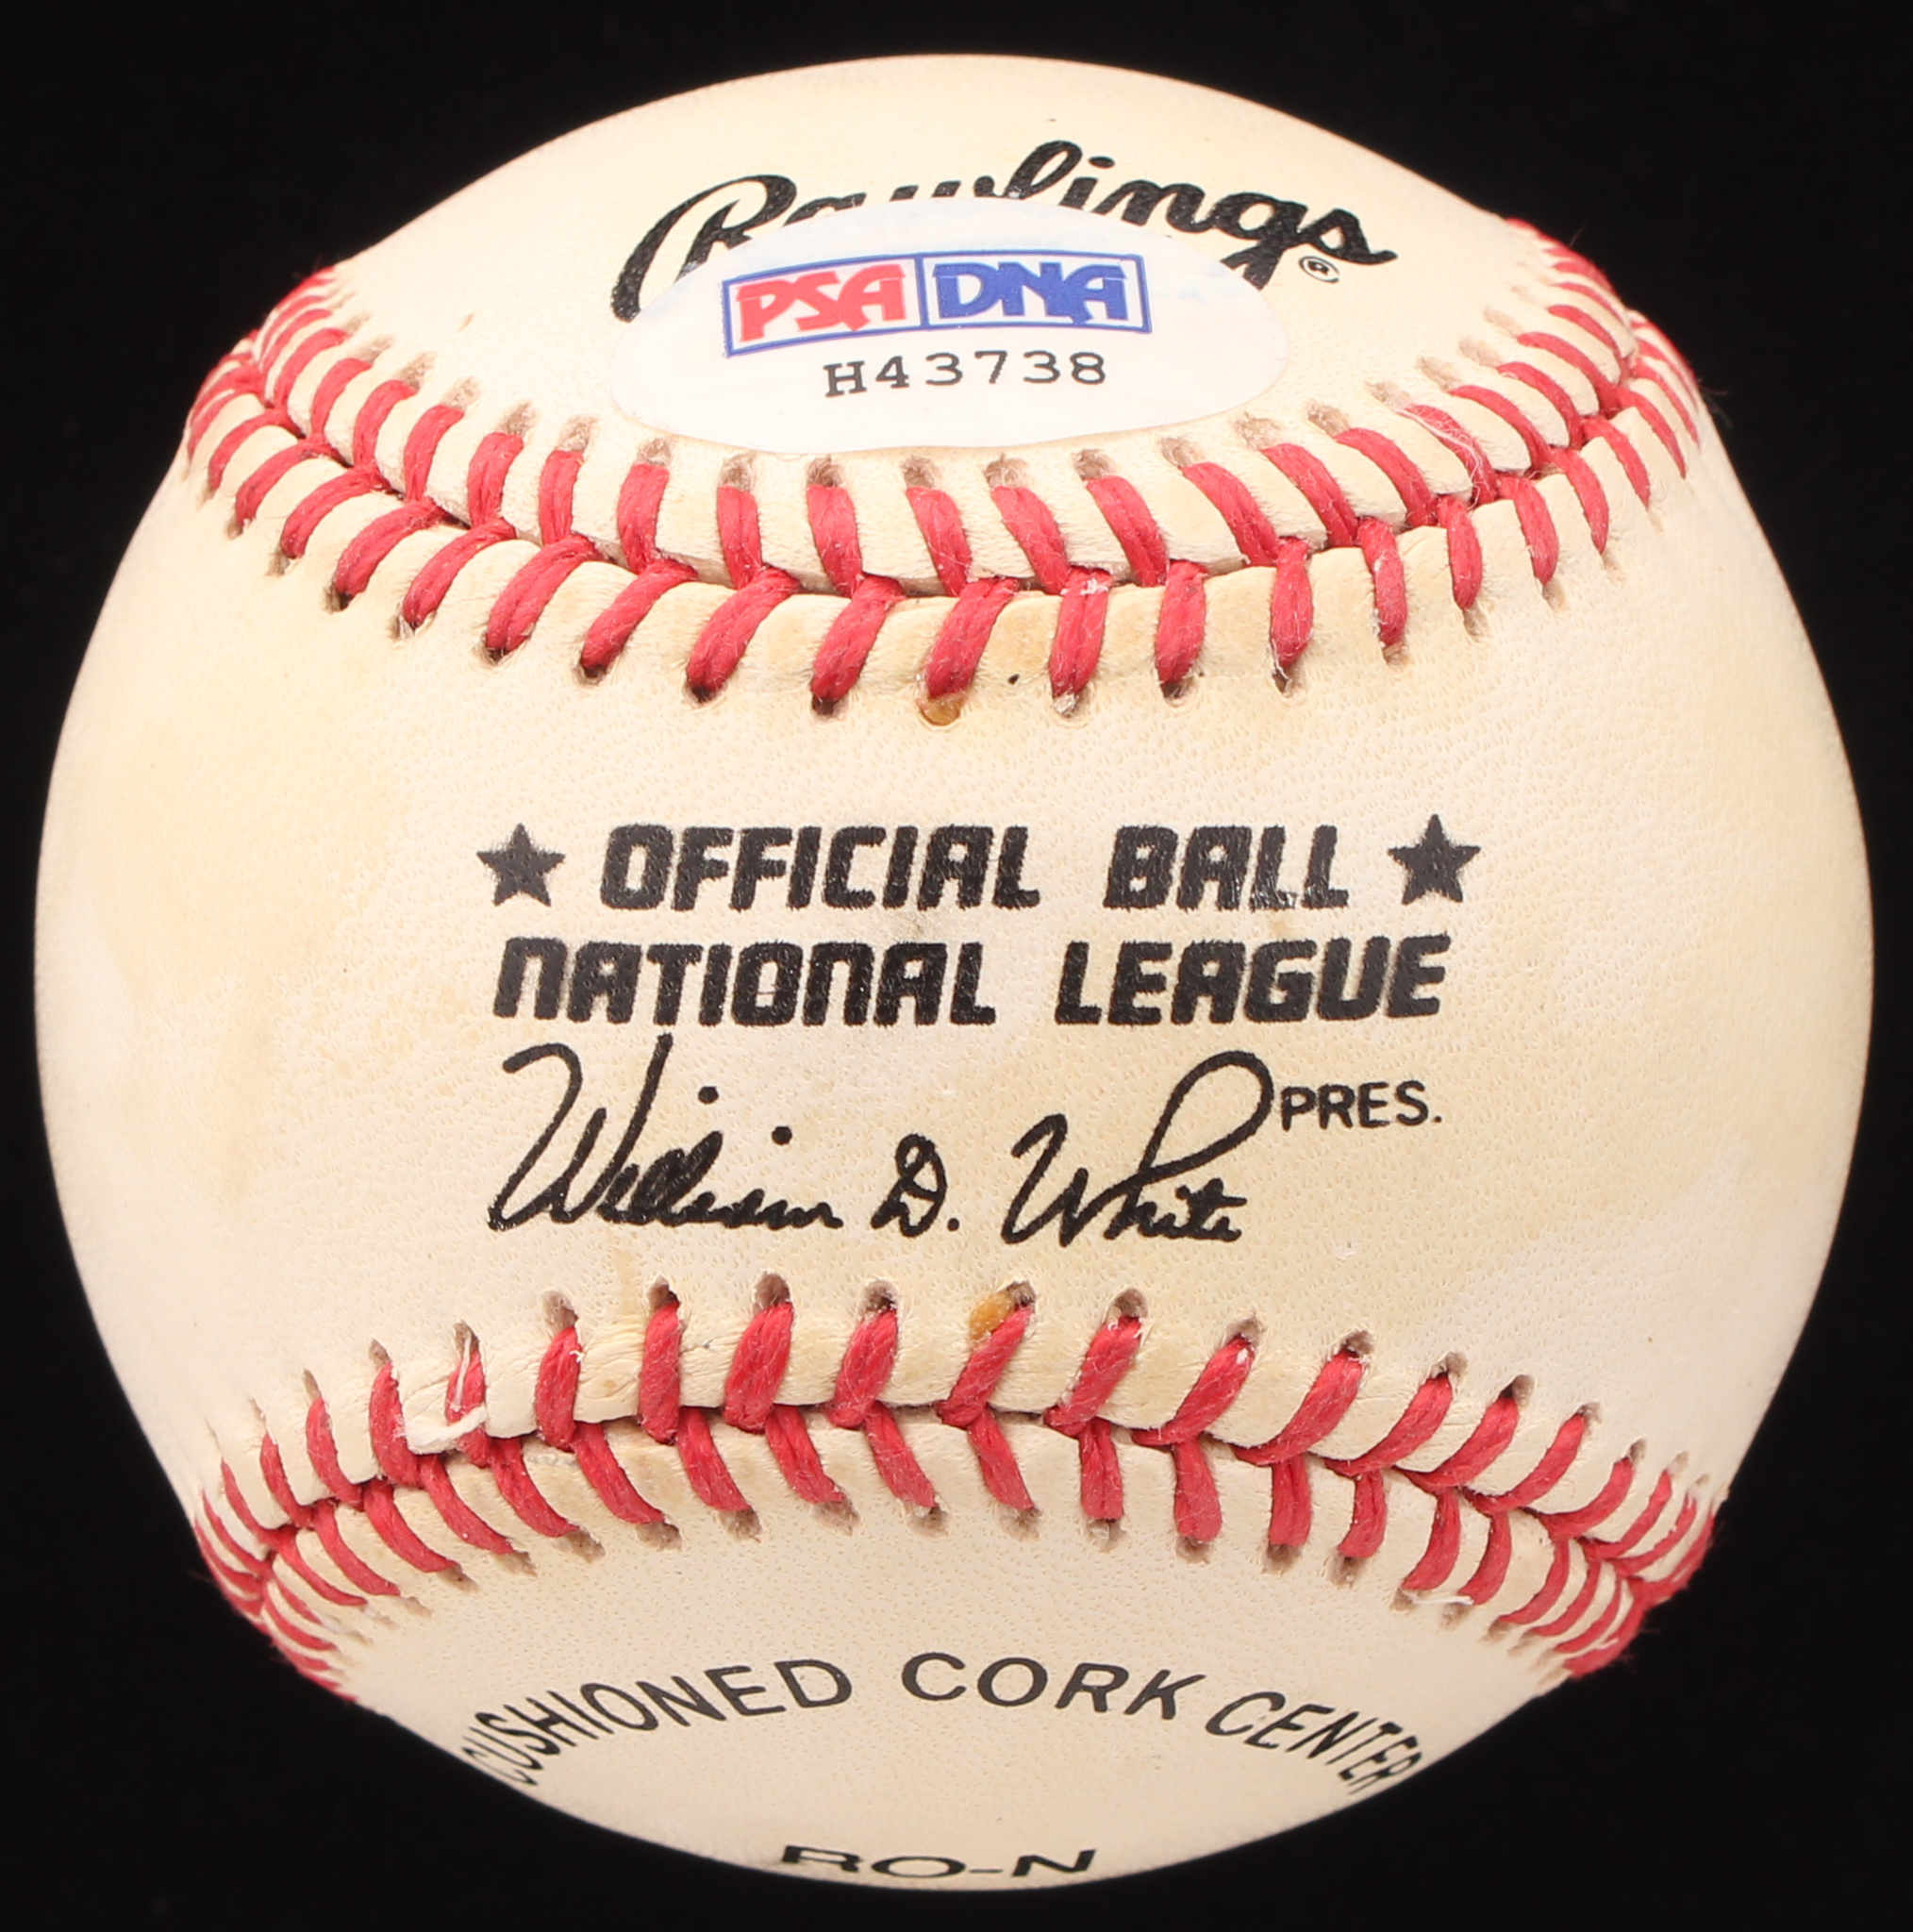 Rawlings ®
PSA DNA
H43738
★ OFFICIAL BALL ★
NATIONAL LEAGUE
William D. White PRES.
CUSHIONED CORK CENTER
RO-N